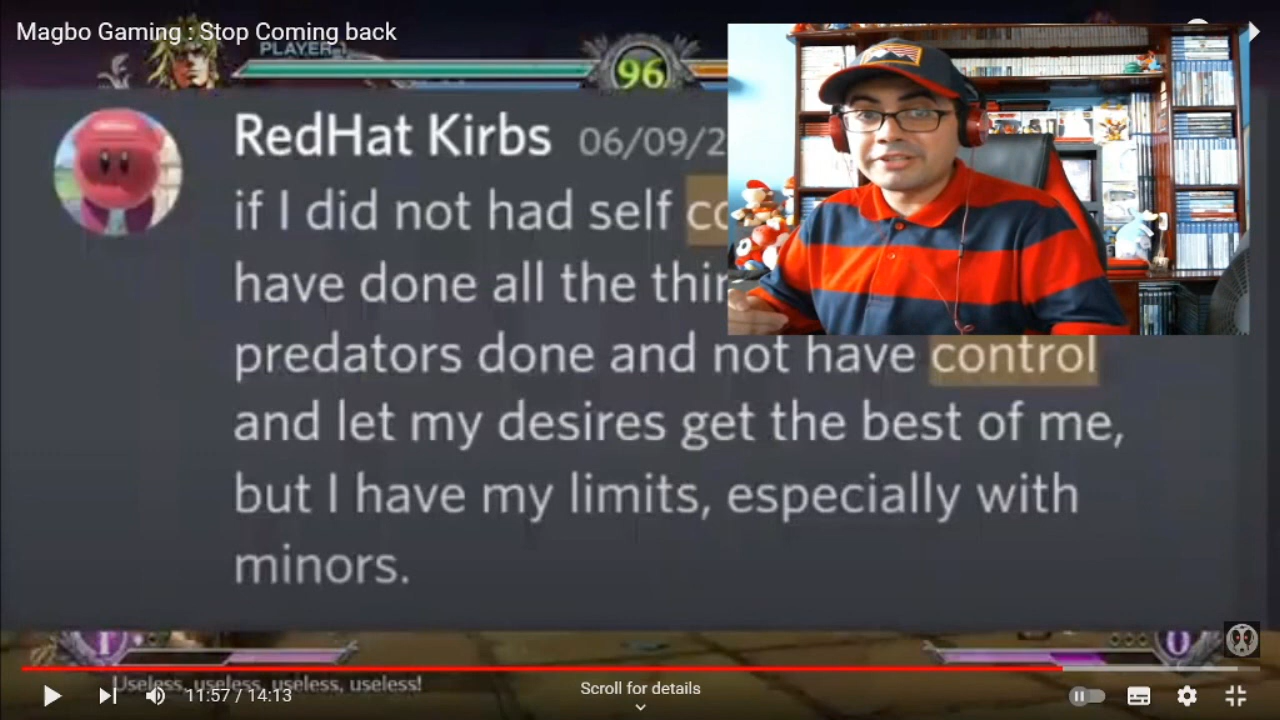 Magbo Gaming : Stop Coming back
PLAYER 1
96
RedHat Kirbs 06/09/2
if I did not had self co
have done all the thin
predators done and not have control
and let my desires get the best of me,
but I have my limits, especially with
minors.
Useless, useless, useless, useless!
11:57 / 14:13
Scroll for details